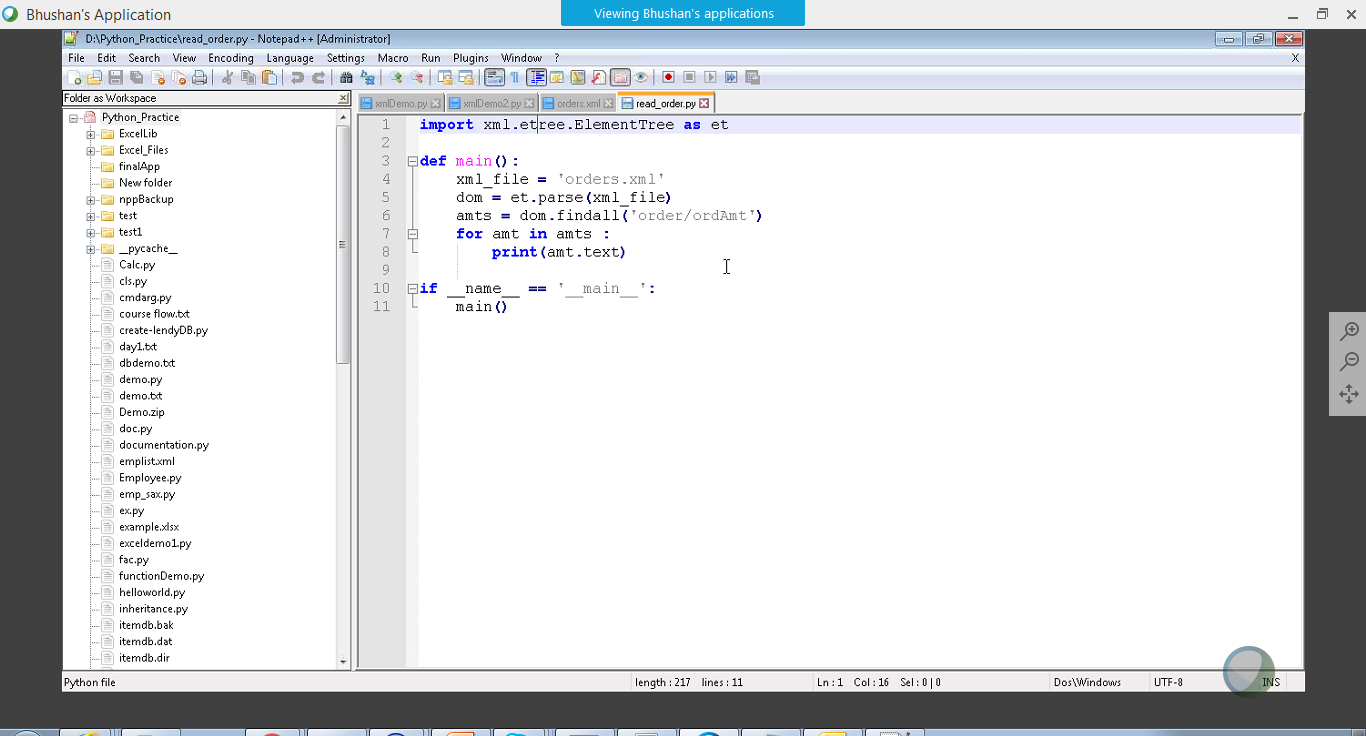 Bhushan's Application
Viewing Bhushan's applications
D:\Python_Practice\read_order.py - Notepad++ [Administrator]
File Edit Search View Encoding Language Settings Macro Run Plugins Window ? X
Folder as Workspace
xmlDemo.py xmlDemo2.py orders.xml read_order.py
Python_Practice
ExcelLib
Excel_Files
finalApp
New folder
nppBackup
test
test1
__pycache__
Calc.py
cls.py
cmdarg.py
course flow.txt
create-lendyDB.py
day1.txt
dbdemo.txt
demo.py
demo.txt
Demo.zip
doc.py
documentation.py
emplist.xml
Employee.py
emp_sax.py
ex.py
example.xlsx
exceldemo1.py
fac.py
functionDemo.py
helloworld.py
inheritance.py
itemdb.bak
itemdb.dat
itemdb.dir
1 import xml.etree.ElementTree as et
2
3 def main():
4 xml_file = 'orders.xml'
5 dom = et.parse(xml_file)
6 amts = dom.findall('order/ordAmt')
7 for amt in amts :
8 print(amt.text)
9
10 if __name__ == '__main__':
11 main()
Python file length : 217 lines : 11 Ln : 1 Col : 16 Sel : 0 | 0 Dos\Windows UTF-8 INS